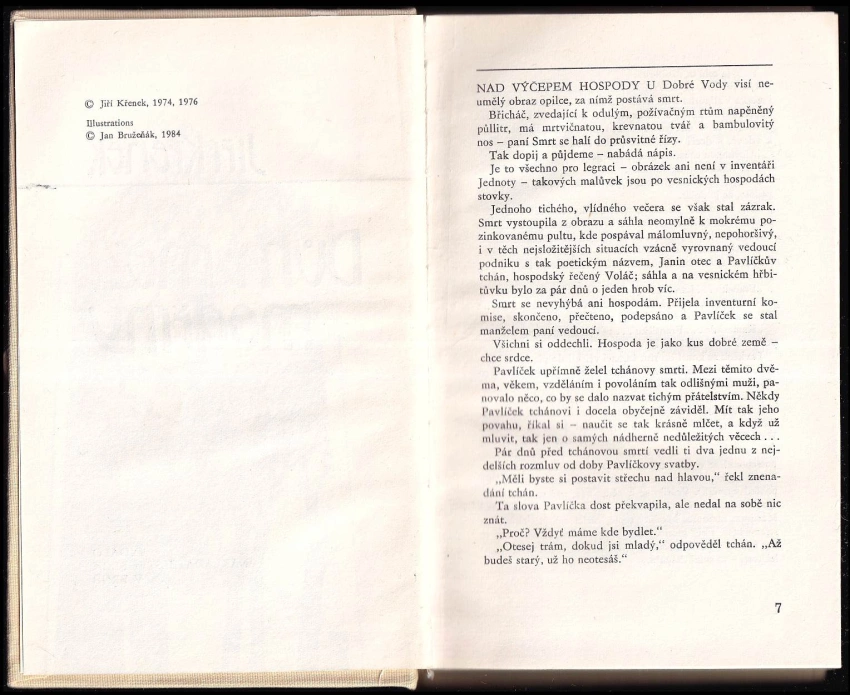 © Jiří Křenek, 1974, 1976
Illustrations
© Jan Bružeňák, 1984
NAD VÝČEPEM HOSPODY U Dobré Vody visí ne-
umělý obraz opilce, za nímž postává smrt.
Břicháč, zvedající k odulým, požívačným rtům napěněný
půllitr, má mrtvičnatou, krevnatou tvář a bambulovitý
nos – paní Smrt se halí do průsvitné řízy.
Tak dopij a půjdeme – nabádá nápis.
Je to všechno pro legraci – obrázek ani není v inventáři
Jednoty – takových malůvek jsou po vesnických hospodách
stovky.
Jednoho tichého, vlídného večera se však stal zázrak.
Smrt vystoupila z obrazu a sáhla neomylně k mokrému po-
zinkovanému pultu, kde pospával málomluvný, nepohoršivý,
i v těch nejsložitějších situacích vzácně vyrovnaný vedoucí
podniku s tak poetickým názvem, Janin otec a Pavlíčkův
tchán, hospodský řečený Voláč; sáhla a na vesnickém hřbi-
tůvku bylo za pár dnů o jeden hrob víc.
Smrt se nevyhýbá ani hospodám. Přijela inventurní ko-
mise, skončeno, přečteno, podepsáno a Pavlíček se stal
manželem paní vedoucí.
Všichni si oddechli. Hospoda je jako kus dobré země –
chce srdce.
Pavlíček upřímně želel tchánovy smrti. Mezi těmito dvě-
ma, věkem, vzděláním i povoláním tak odlišnými muži, pa-
novalo něco, co by se dalo nazvat tichým přátelstvím. Někdy
Pavlíček tchánovi i docela obyčejně záviděl. Mít tak jeho
povahu, říkal si – naučit se tak krásně mlčet, a když už
mluvit, tak jen o samých nádherně nedůležitých věcech . . .
Pár dnů před tchánovou smrtí vedli ti dva jednu z nej-
delších rozmluv od doby Pavlíčkovy svatby.
„Měli byste si postavit střechu nad hlavou,“ řekl znena-
dání tchán.
Ta slova Pavlíčka dost překvapila, ale nedal na sobě nic
znát.
„Proč? Vždyť máme kde bydlet.“
„Otesej trám, dokud jsi mladý,“ odpověděl tchán. „Až
budeš starý, už ho neotesáš.“
7